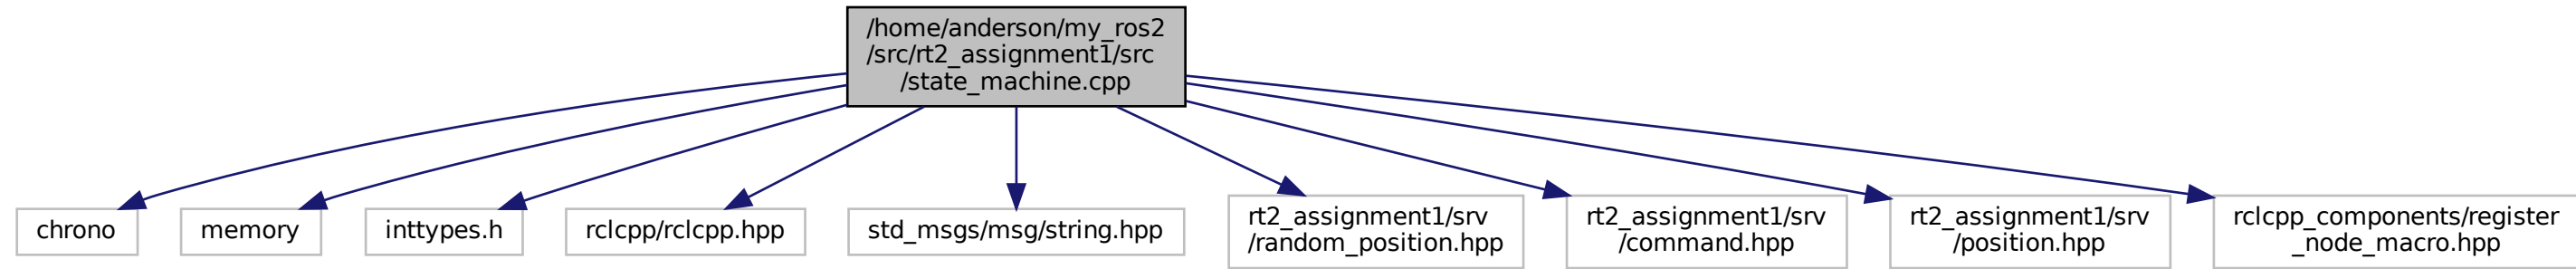 /home/anderson/my_ros2
/src/rt2_assignment1/src
/state_machine.cpp
chrono
memory
inttypes.h
rclcpp/rclcpp.hpp
std_msgs/msg/string.hpp
rt2_assignment1/srv
/random_position.hpp
rt2_assignment1/srv
/command.hpp
rt2_assignment1/srv
/position.hpp
rclcpp_components/register
_node_macro.hpp